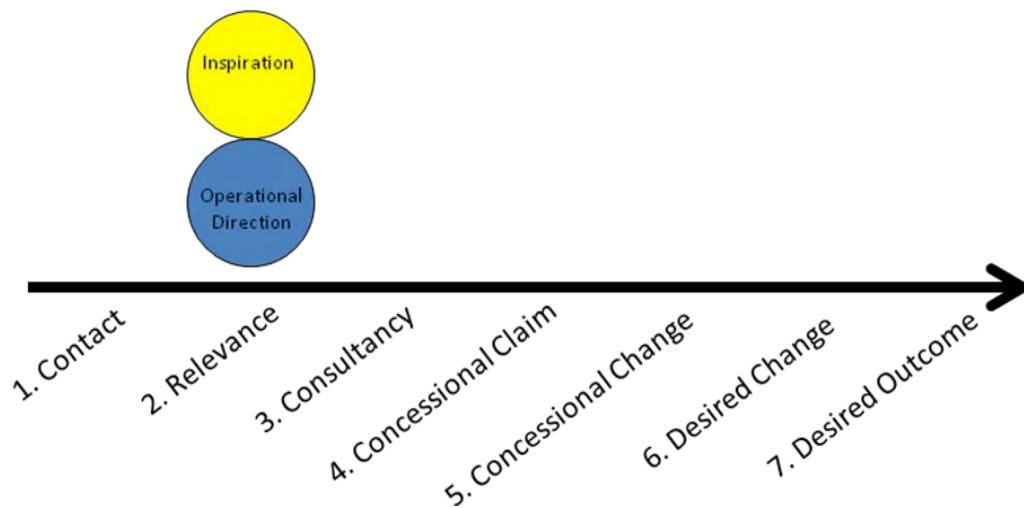 Inspiration
Operational
Direction
1. Contact
2. Relevance
3. Consultancy
4. Concessional Claim
5. Concessional Change
6. Desired Change
7. Desired Outcome